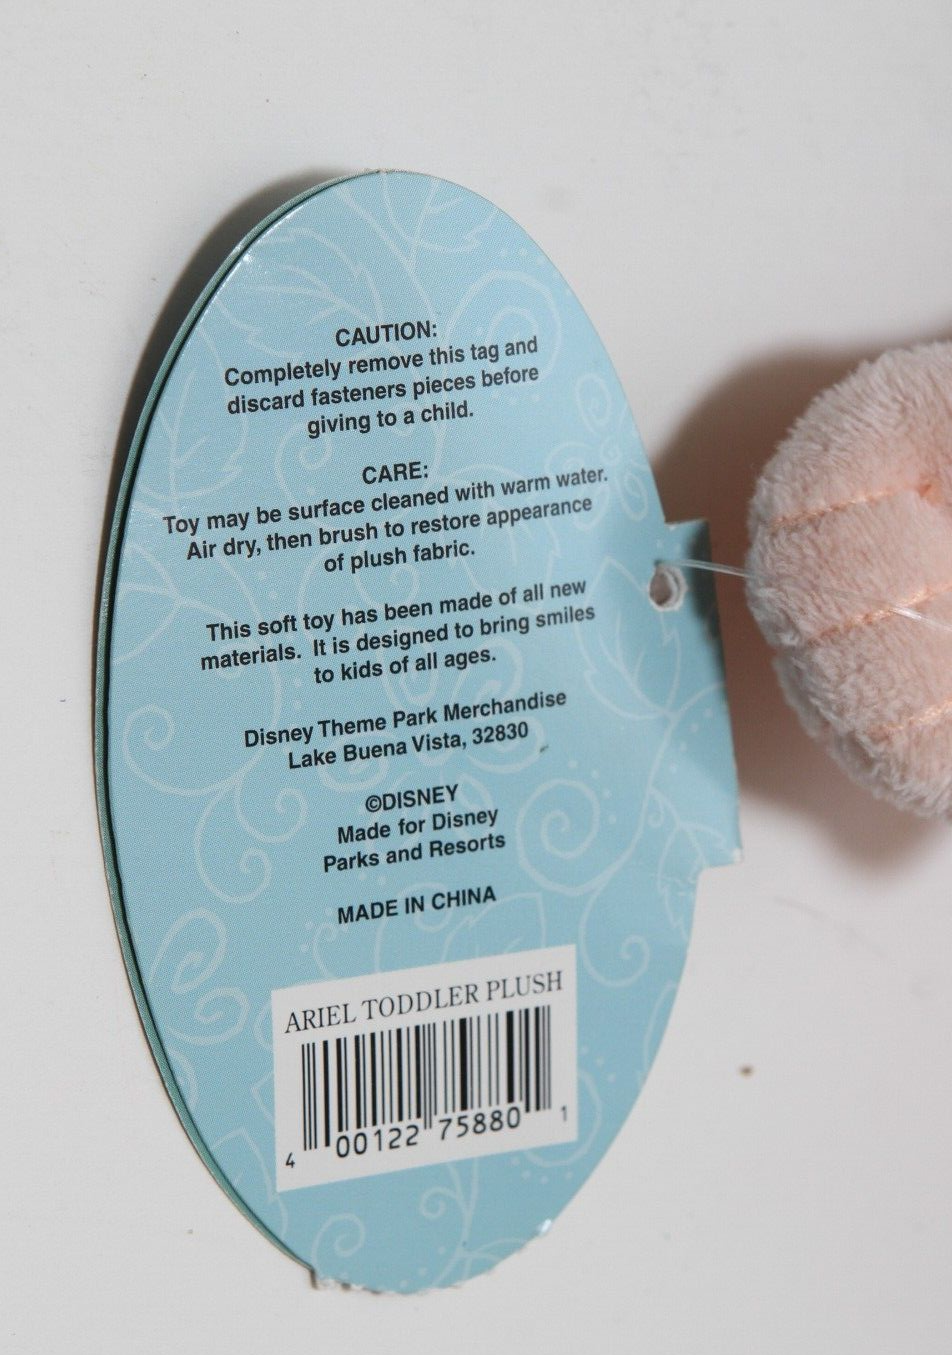 CAUTION:
Completely remove this tag and
discard fasteners pieces before
giving to a child.
CARE:
Toy may be surface cleaned with warm water.
Air dry, then brush to restore appearance
of plush fabric.
This soft toy has been made of all new
materials. It is designed to bring smiles
to kids of all ages.
Disney Theme Park Merchandise
Lake Buena Vista, 32830
©DISNEY
Made for Disney
Parks and Resorts
MADE IN CHINA
ARIEL TODDLER PLUSH
4 00122 75880 1